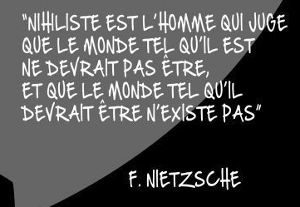 "NIHILISTE EST L'HOMME QUI JUGE
QUE LE MONDE TEL QU'IL EST
NE DEVRAIT PAS ÊTRE,
ET QUE LE MONDE TEL QU'IL
DEVRAIT ÊTRE N'EXISTE PAS"
F. NIETZSCHE